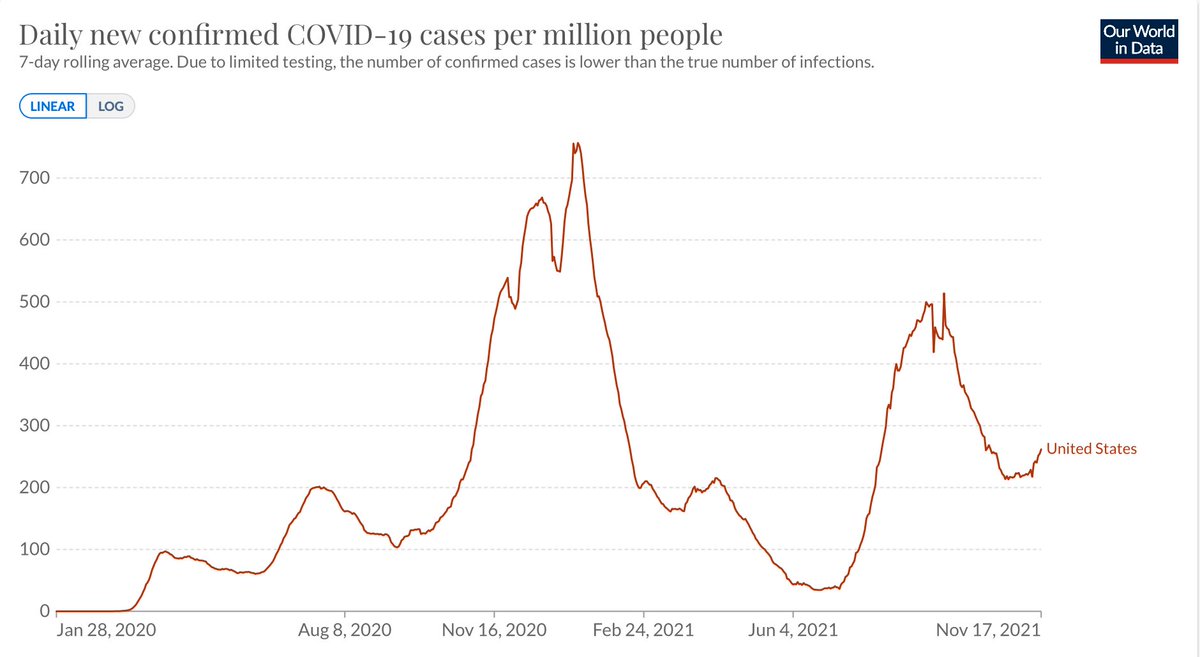 Daily new confirmed COVID-19 cases per million people
7-day rolling average. Due to limited testing, the number of confirmed cases is lower than the true number of infections.
Our World
in Data
LINEAR LOG
700
600
500
400
300
United States
200
100
0
Jan 28, 2020 Aug 8, 2020 Nov 16, 2020 Feb 24, 2021 Jun 4, 2021 Nov 17, 2021